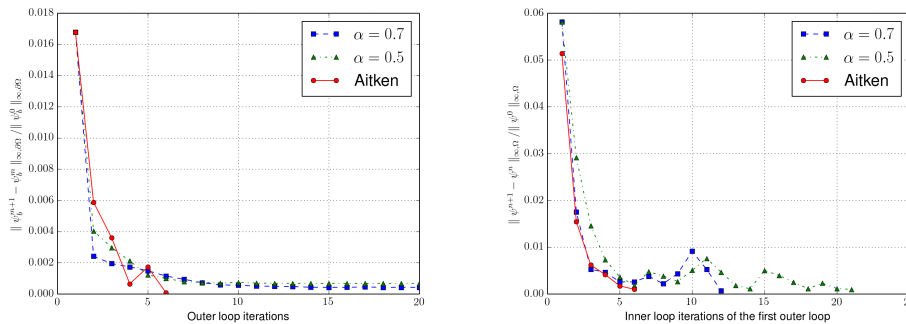 0.018
0.016
0.014
0.012
0.010
0.008
0.006
0.004
0.002
0.000
0 5 10 15 20
Outer loop iterations
‖ ψ_b^{m+1} − ψ_b^m ‖_{∞,∂Ω} / ‖ ψ_b^0 ‖_{∞,∂Ω}
α = 0.7
α = 0.5
Aitken
0.06
0.05
0.04
0.03
0.02
0.01
0.00
0 5 10 15 20
Inner loop iterations of the first outer loop
‖ ψ^{n+1} − ψ^n ‖_{∞,Ω} / ‖ ψ^0 ‖_{∞,Ω}
α = 0.7
α = 0.5
Aitken